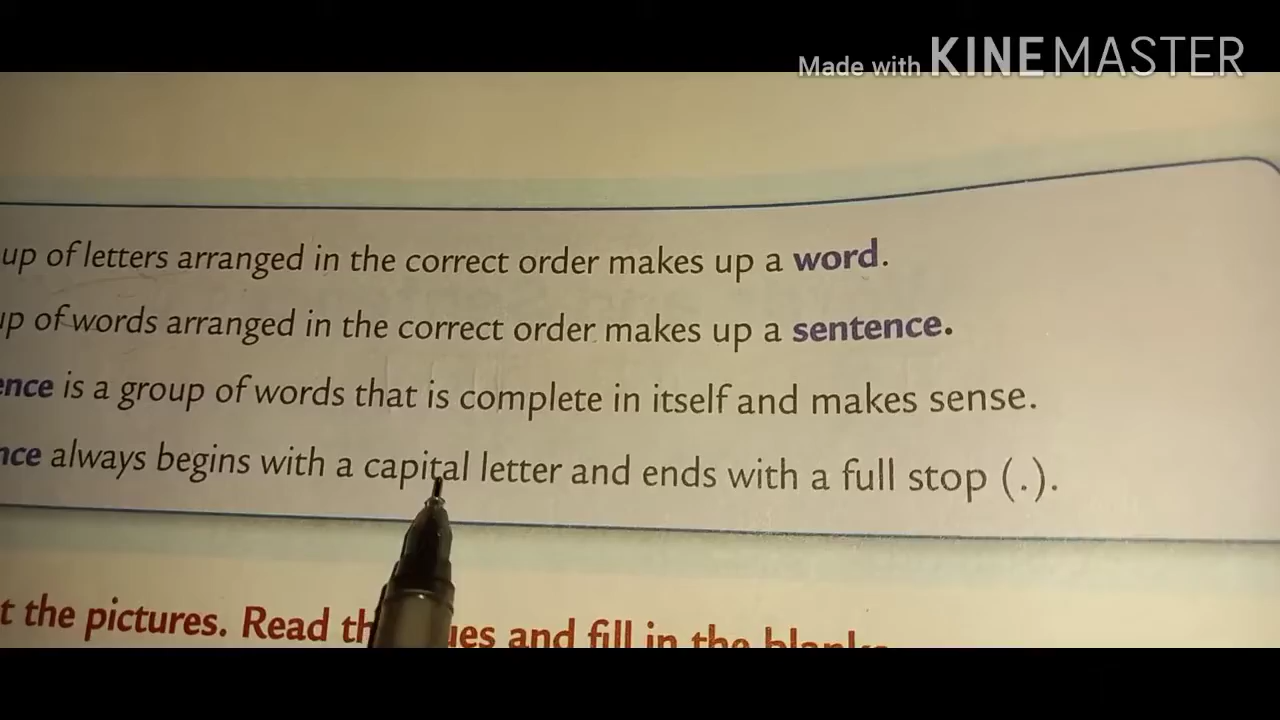 Made with KINEMASTER
up of letters arranged in the correct order makes up a word.
up of words arranged in the correct order makes up a sentence.
ence is a group of words that is complete in itself and makes sense.
nce always begins with a capital letter and ends with a full stop (.).
t the pictures. Read th ues and fill in the blanks